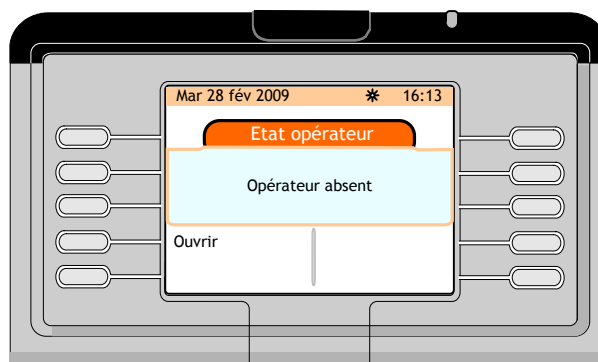 Mar 28 fév 2009 16:13
Etat opérateur
Opérateur absent
Ouvrir